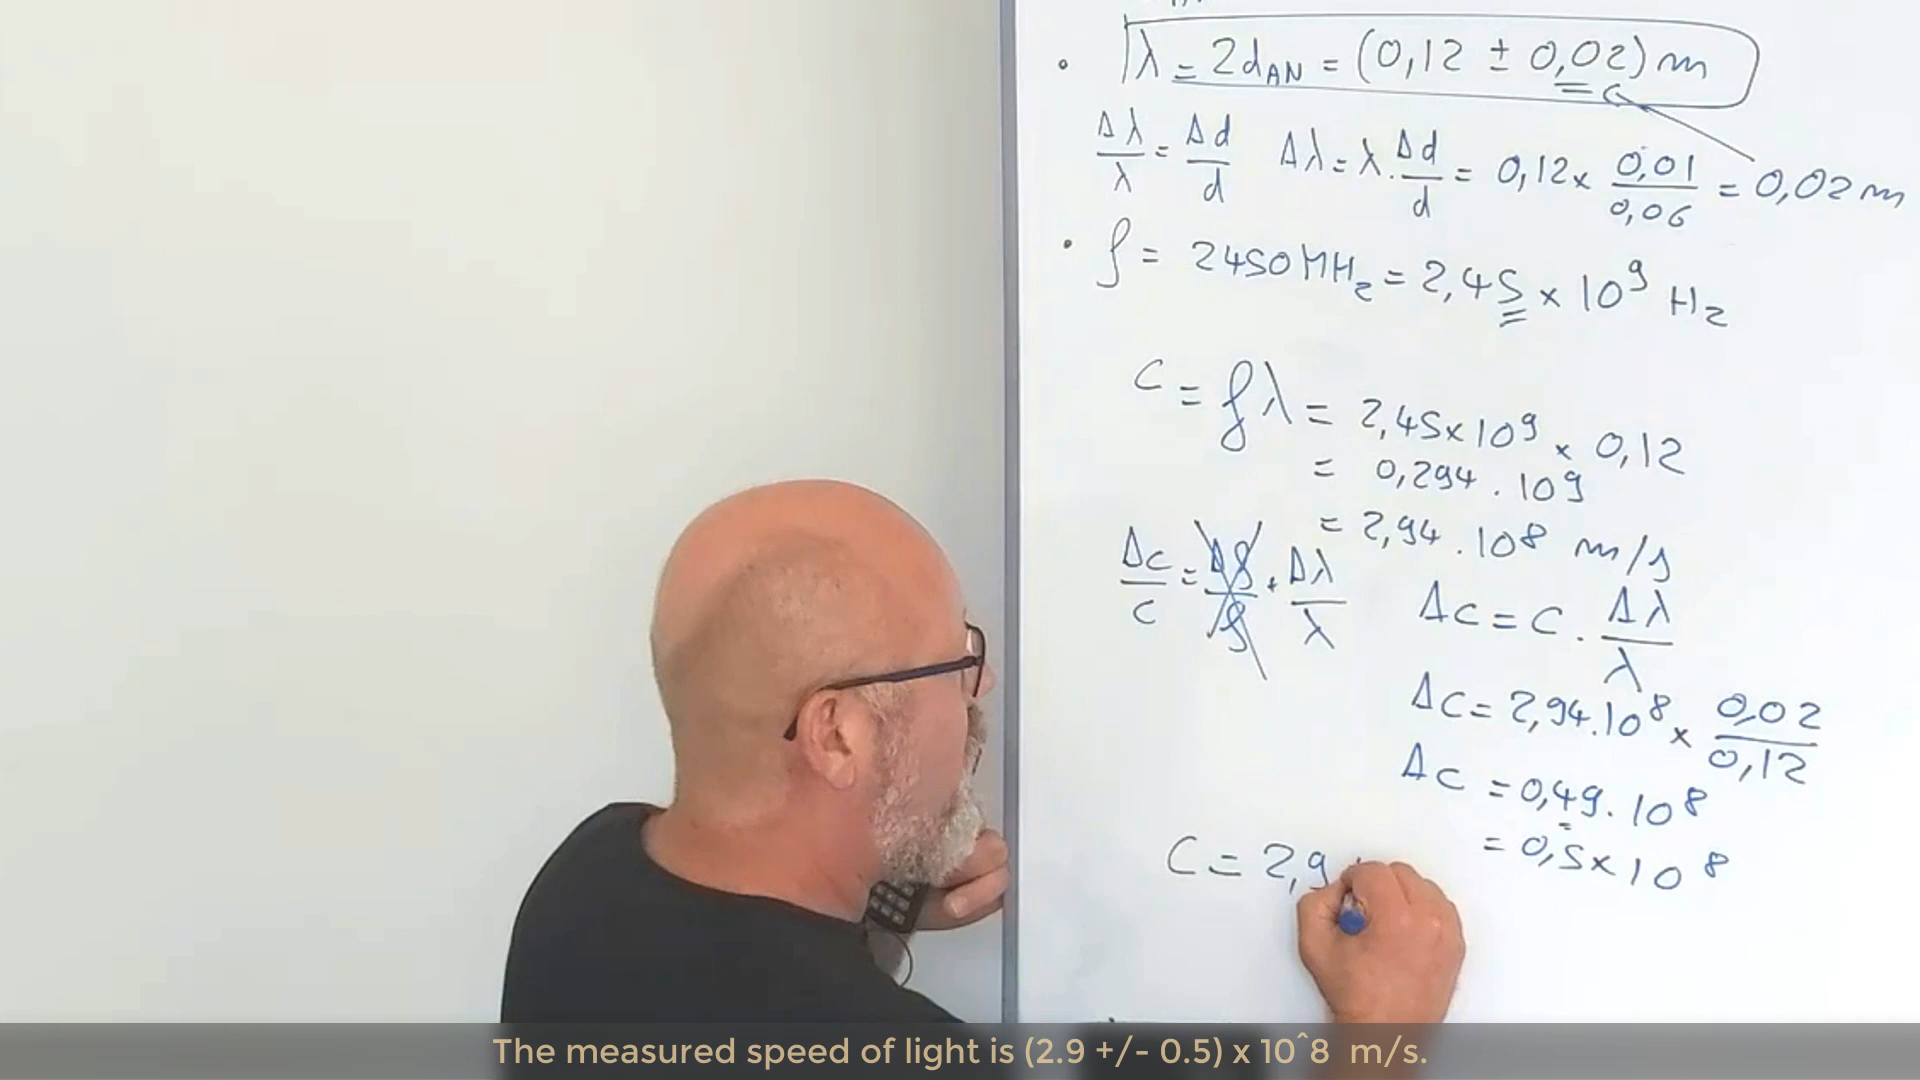 λ = 2d_AN = (0,12 ± 0,02) m
Δλ/λ = Δd/d   Δλ = λ . Δd/d = 0,12 x 0,01/0,06 = 0,02 m
f = 2450 MHz = 2,45 x 10^9 Hz
c = fλ = 2,45 x 10^9 x 0,12
= 0,294 . 10^9
= 2,94 . 10^8 m/s
Δc/c = Δf/f + Δλ/λ   Δc = c . Δλ/λ
Δc = 2,94 . 10^8 x 0,02/0,12
Δc = 0,49 . 10^8
= 0,5 x 10^8
C = 2,9
The measured speed of light is (2.9 +/- 0.5) x 10^8 m/s.